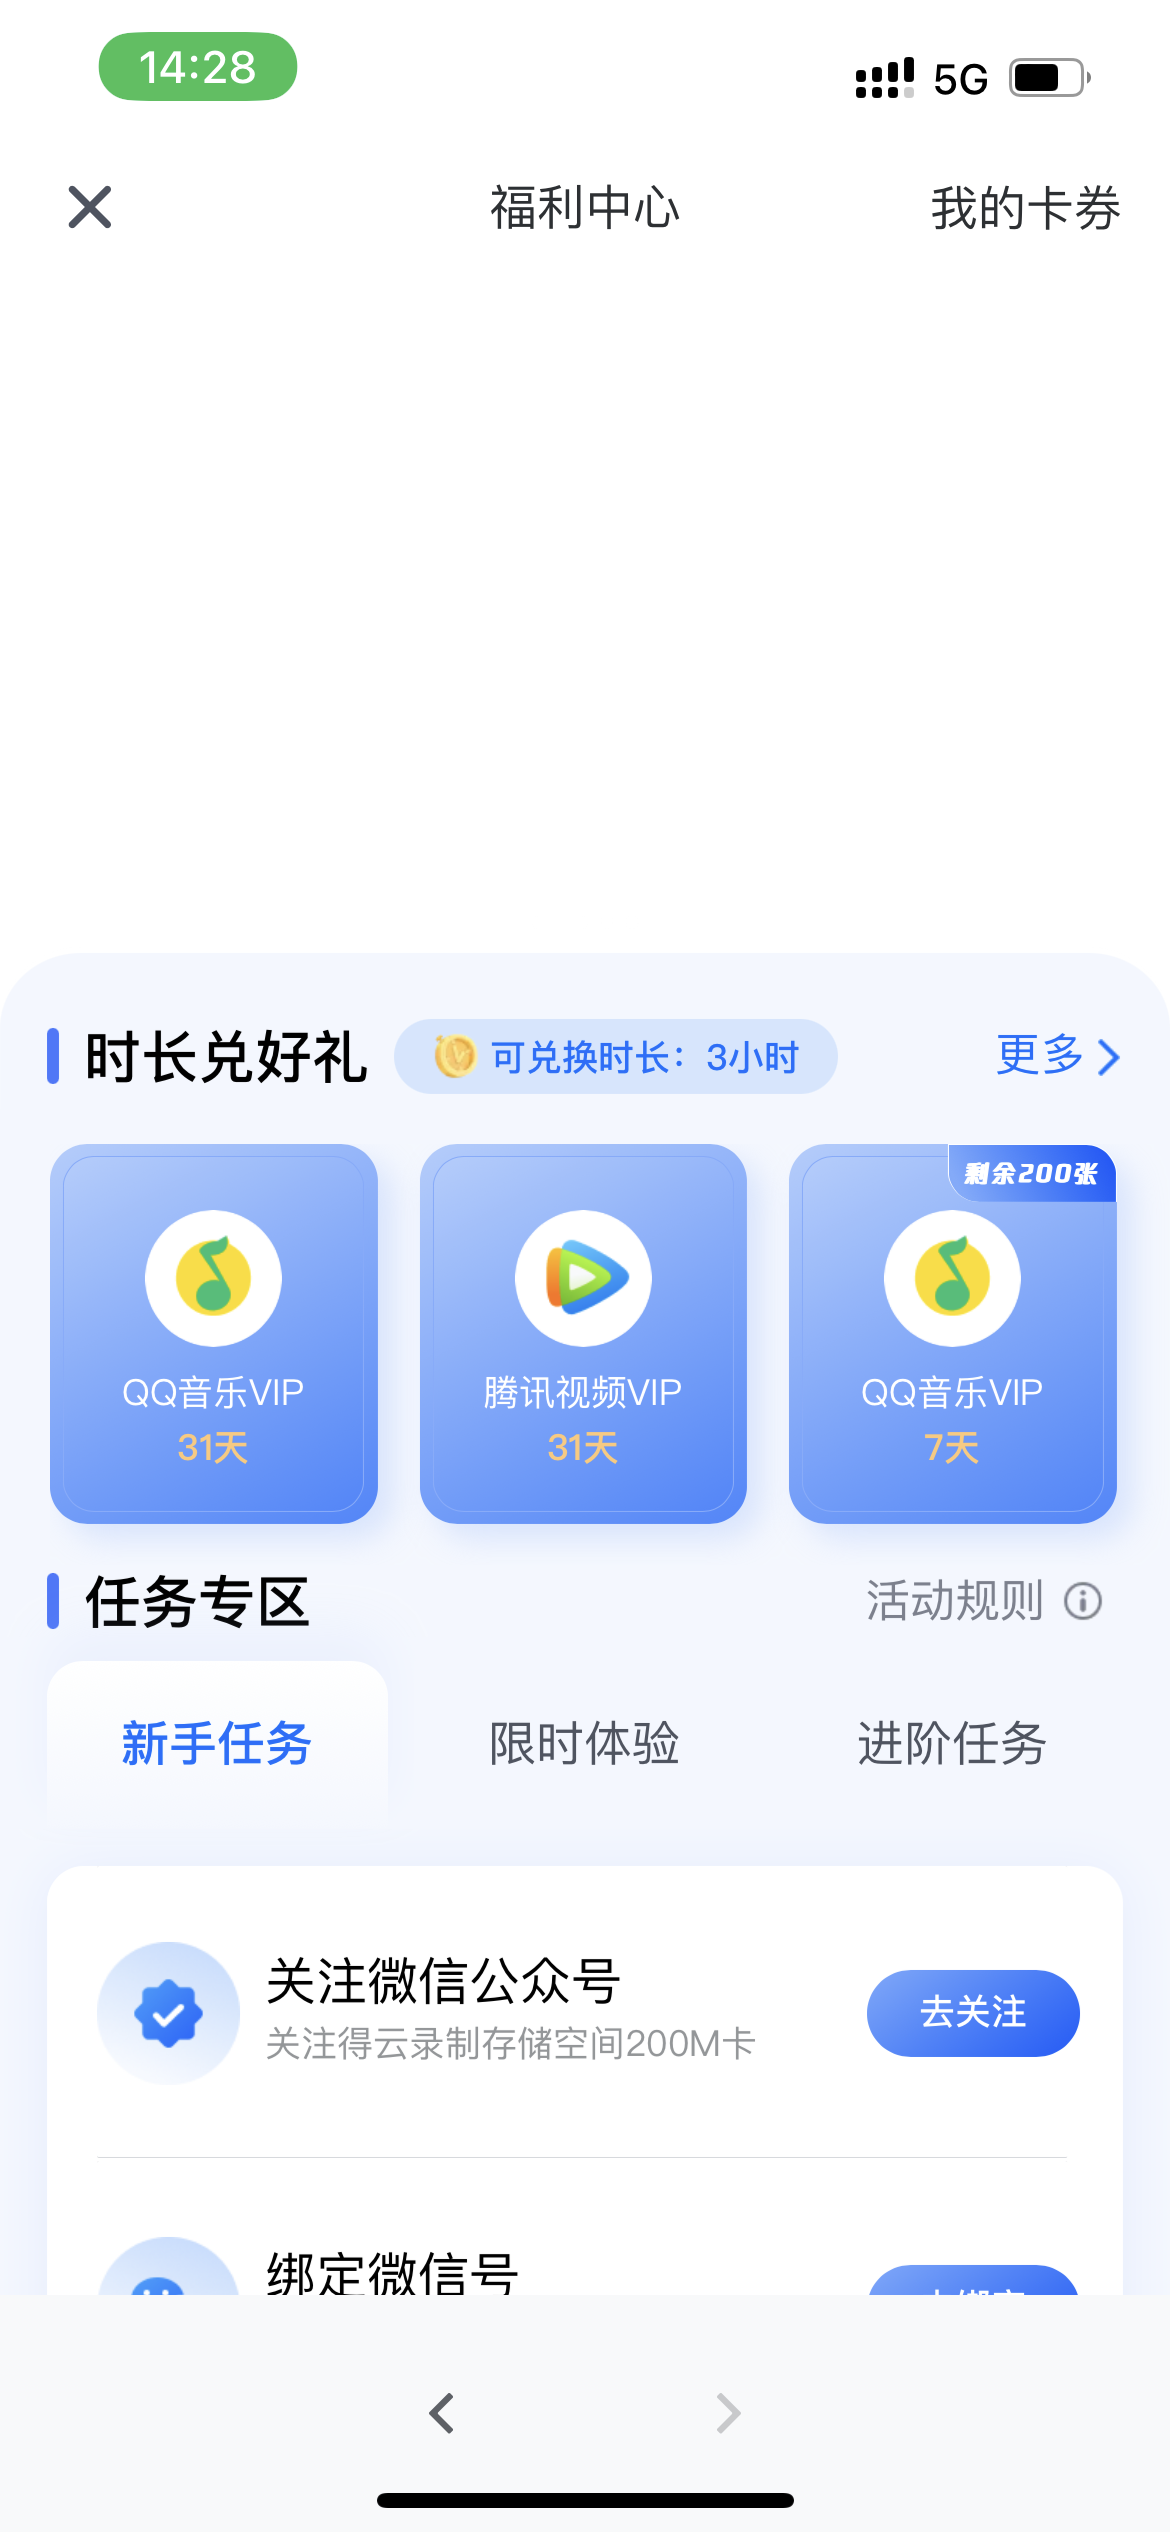 14:28
5G
福利中心
我的卡券
时长兑好礼
可兑换时长：3小时
更多
剩余200张
QQ音乐VIP
31天
腾讯视频VIP
31天
QQ音乐VIP
7天
任务专区
活动规则
新手任务
限时体验
进阶任务
关注微信公众号
关注得云录制存储空间200M卡
去关注
绑定微信号